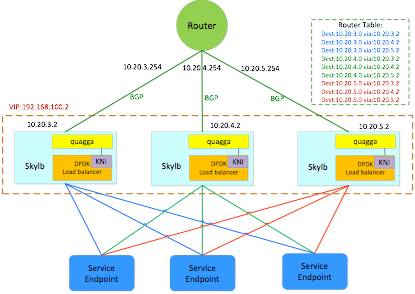 Router
Router Table:
Dest:10.20.3.0 via:10.20.3.2
Dest:10.20.3.0 via:10.20.4.2
Dest:10.20.3.0 via:10.20.5.2
Dest:10.20.4.0 via:10.20.3.2
Dest:10.20.4.0 via:10.20.4.2
Dest:10.20.4.0 via:10.20.5.2
Dest:10.20.5.0 via:10.20.3.2
Dest:10.20.5.0 via:10.20.4.2
Dest:10.20.5.0 via:10.20.5.2
10.20.3.254
10.20.4.254
10.20.5.254
BGP
BGP
BGP
VIP:192.168.100.2
10.20.3.2
10.20.4.2
10.20.5.2
quagga
quagga
quagga
Skylb
DPDK
KNI
Load balancer
Skylb
DPDK
KNI
Load balancer
Skylb
DPDK
KNI
Load balancer
Service
Endpoint
Service
Endpoint
Service
Endpoint